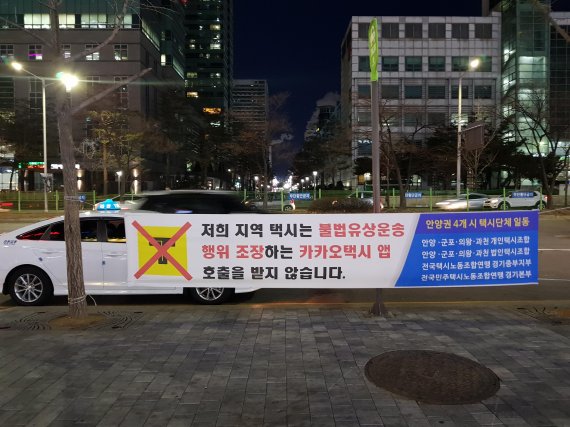 저희 지역 택시는 불법유상운송
행위 조장하는 카카오택시 앱
호출을 받지 않습니다.
안양권 4개 시 택시단체 일동
안양·군포·의왕·과천 개인택시조합
안양·군포·의왕·과천 법인택시조합
전국택시노동조합연맹 경기중부지부
전국민주택시노동조합연맹 경기본부